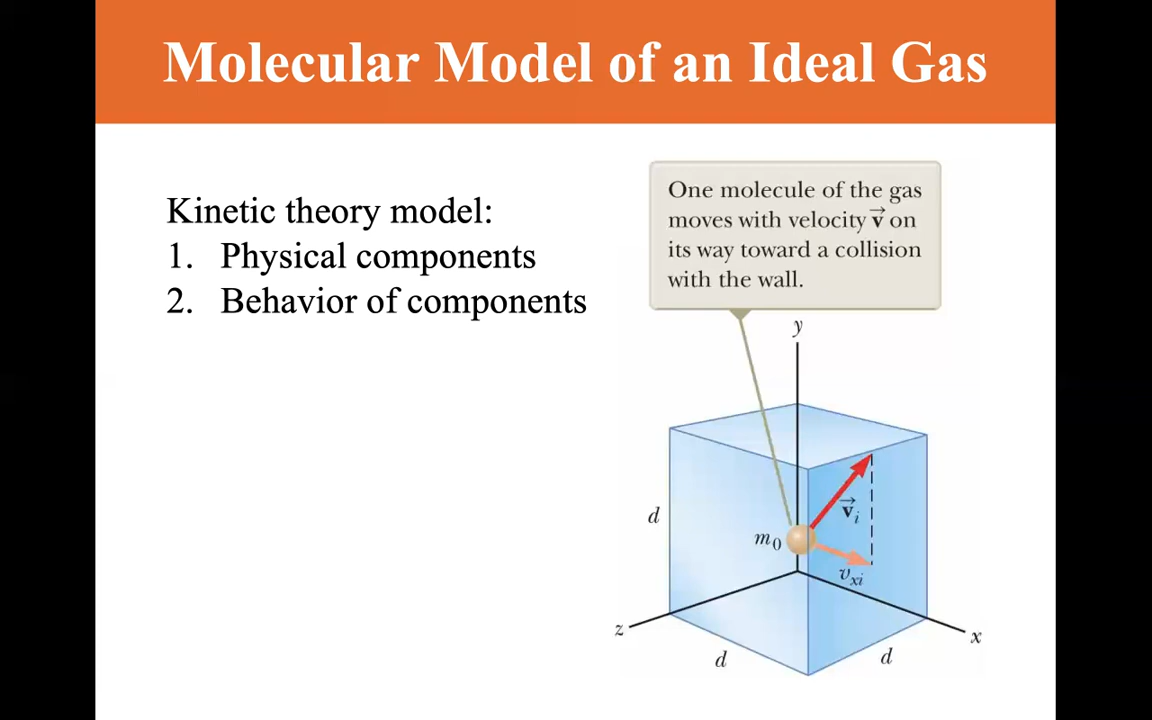 Molecular Model of an Ideal Gas
Kinetic theory model:
1. Physical components
2. Behavior of components
One molecule of the gas
moves with velocity v⃗ on
its way toward a collision
with the wall.
y
d
v⃗ᵢ
m₀
vₓᵢ
z
x
d
d